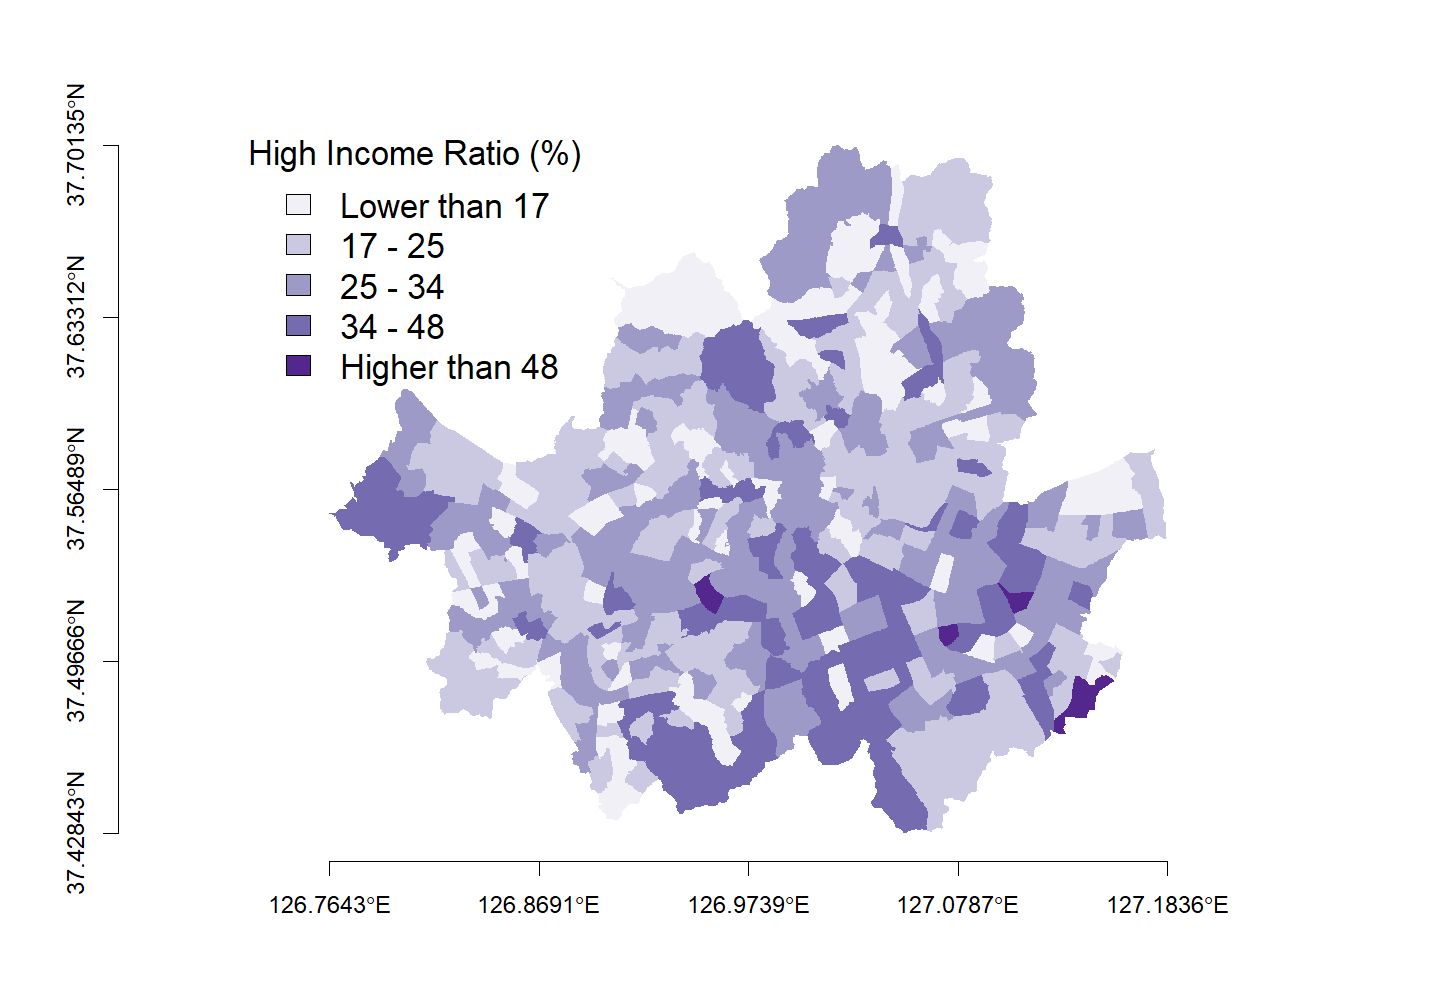 High Income Ratio (%)
Lower than 17
17 - 25
25 - 34
34 - 48
Higher than 48
37.70135°N
37.63312°N
37.56489°N
37.49666°N
37.42843°N
126.7643°E
126.8691°E
126.9739°E
127.0787°E
127.1836°E